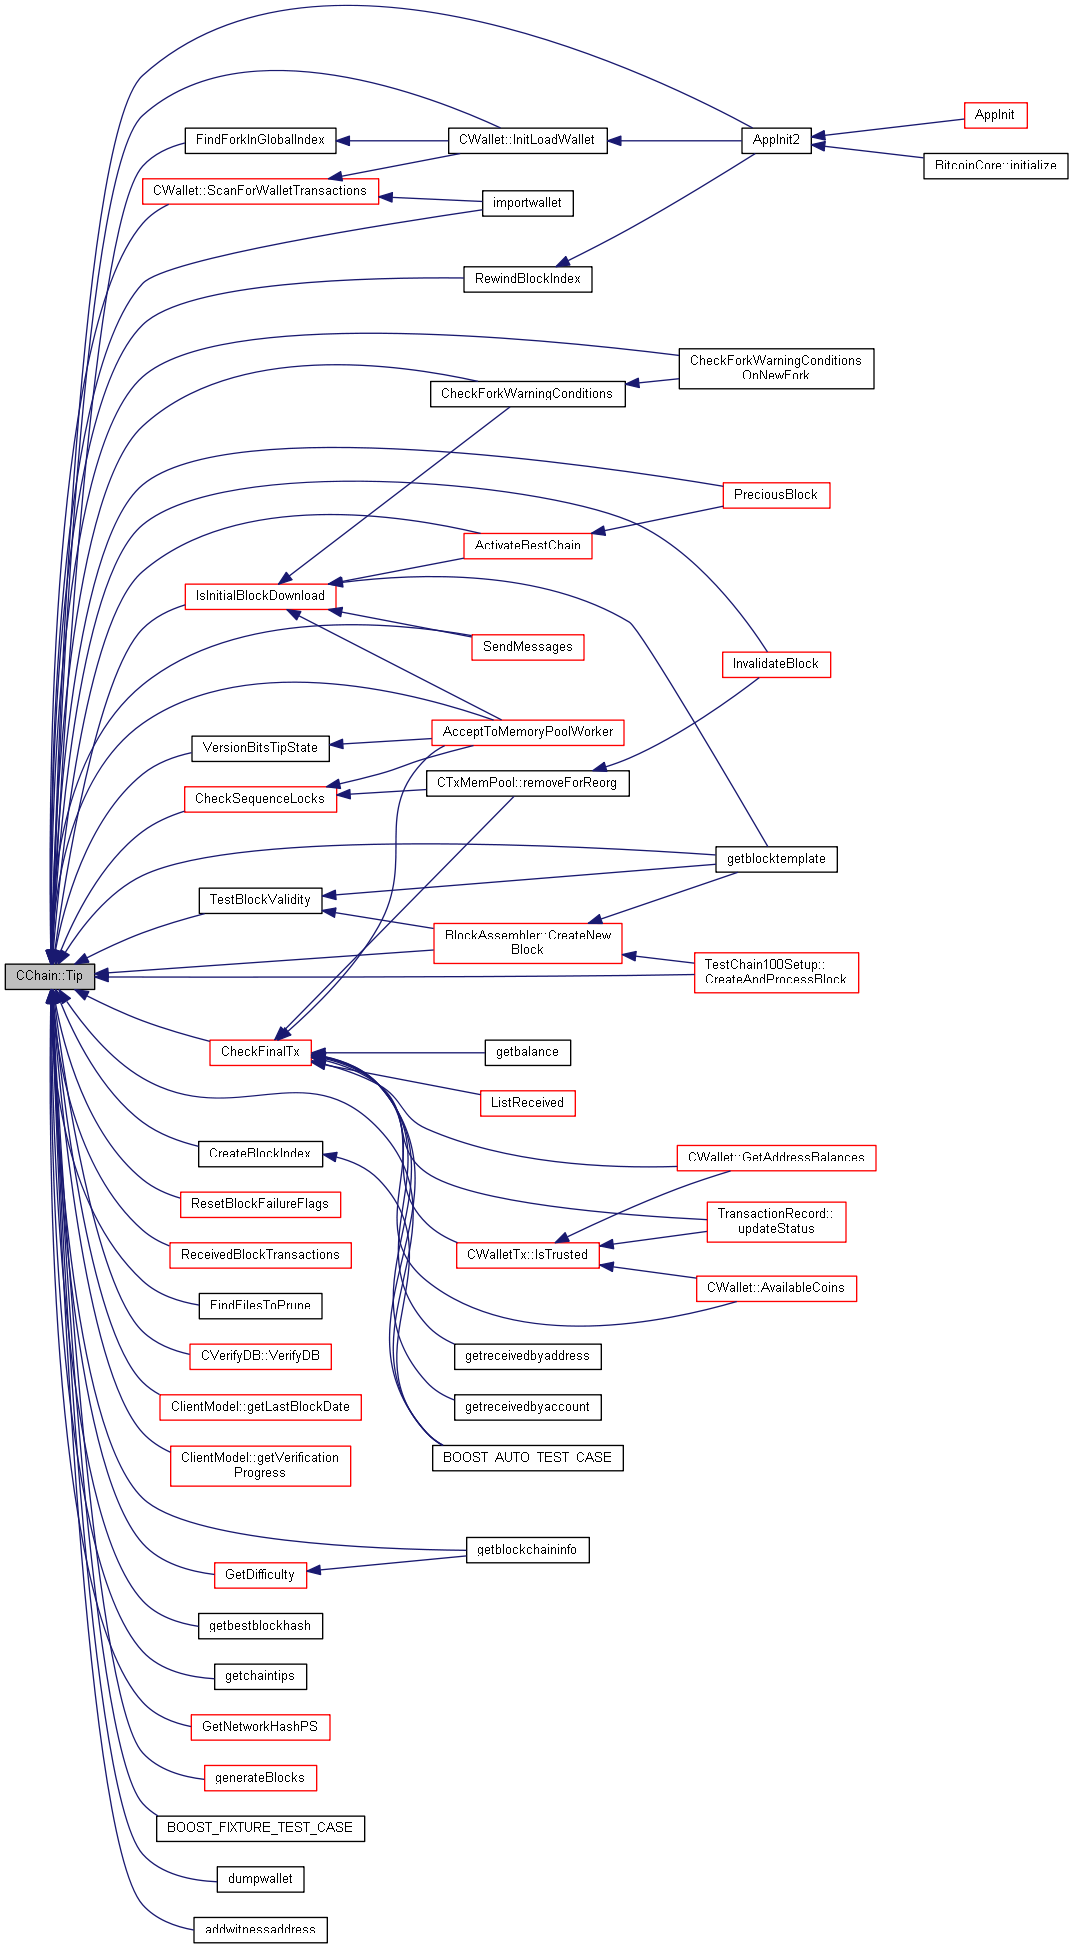 AppInit
FindForkInGlobalIndex
CWallet::InitLoadWallet
AppInit2
BitcoinCore::initialize
CWallet::ScanForWalletTransactions
importwallet
RewindBlockIndex
CheckForkWarningConditions
OnNewFork
CheckForkWarningConditions
PreciousBlock
ActivateBestChain
IsInitialBlockDownload
SendMessages
InvalidateBlock
AcceptToMemoryPoolWorker
VersionBitsTipState
CTxMemPool::removeForReorg
CheckSequenceLocks
getblocktemplate
TestBlockValidity
BlockAssembler::CreateNew
Block
CChain::Tip
TestChain100Setup::
CreateAndProcessBlock
CheckFinalTx
getbalance
ListReceived
CreateBlockIndex
CWallet::GetAddressBalances
ResetBlockFailureFlags
TransactionRecord::
updateStatus
ReceivedBlockTransactions
CWalletTx::IsTrusted
CWallet::AvailableCoins
FindFilesToPrune
CVerifyDB::VerifyDB
getreceivedbyaddress
ClientModel::getLastBlockDate
getreceivedbyaccount
ClientModel::getVerification
Progress
BOOST_AUTO_TEST_CASE
getblockchaininfo
GetDifficulty
getbestblockhash
getchaintips
GetNetworkHashPS
generateBlocks
BOOST_FIXTURE_TEST_CASE
dumpwallet
addwitnessaddress